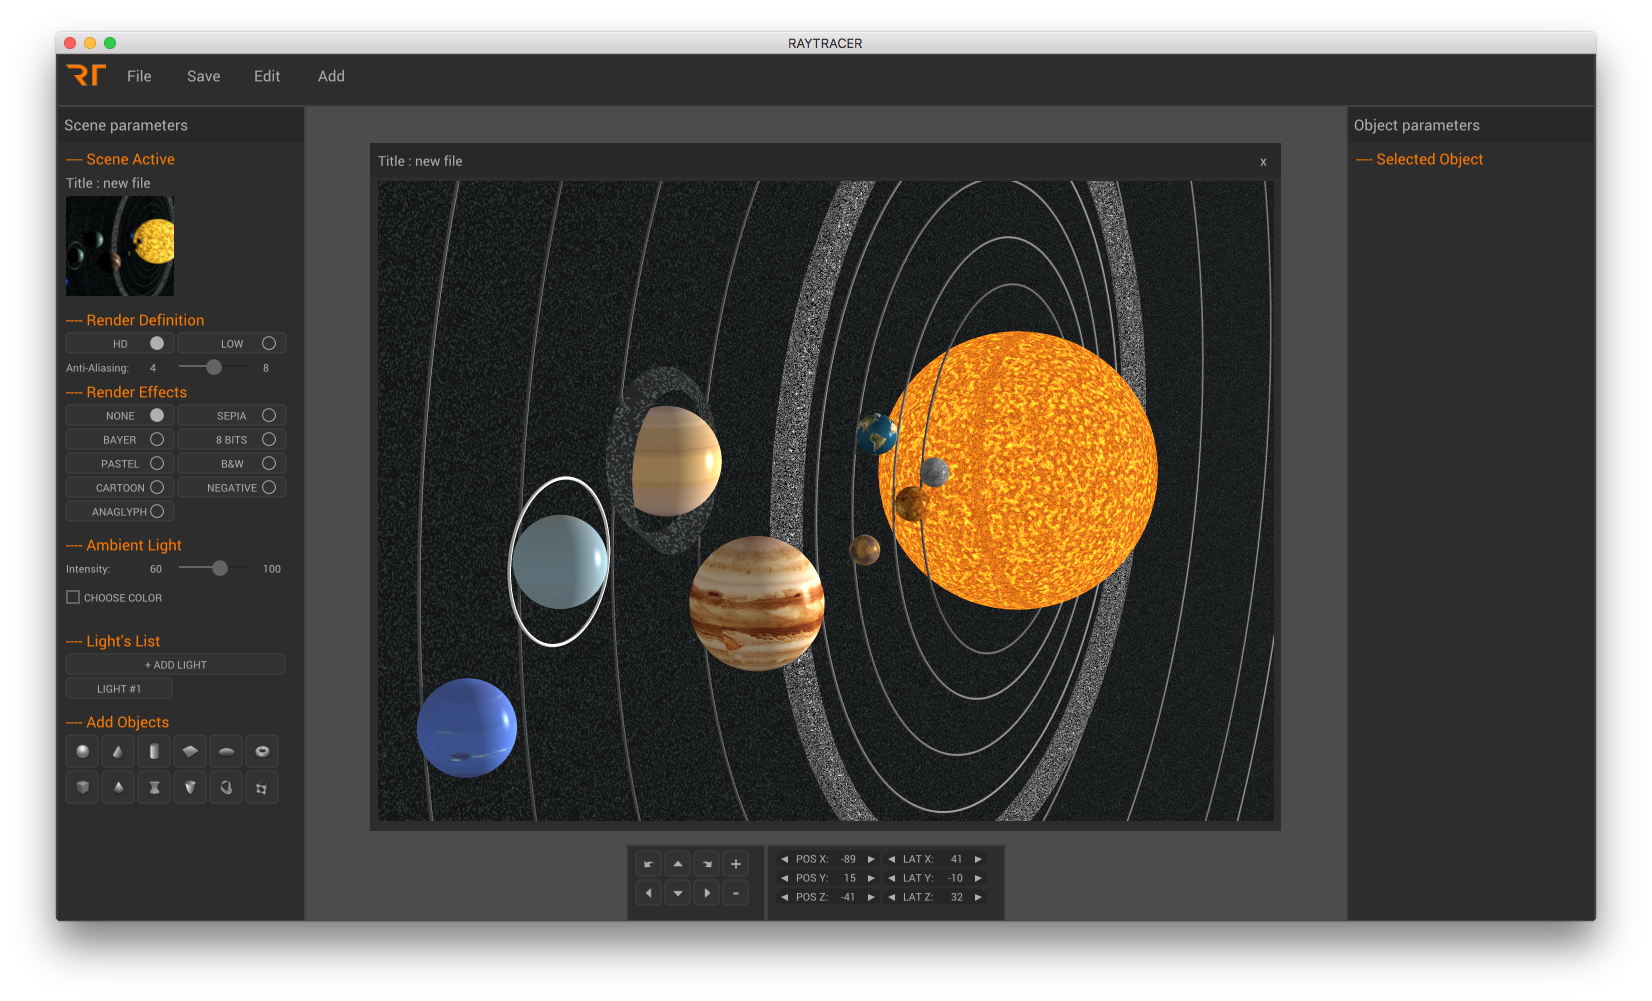 RAYTRACER
RT File Save Edit Add
Scene parameters
---- Scene Active
Title : new file
---- Render Definition
HD LOW
Anti-Aliasing: 4 8
---- Render Effects
NONE SEPIA
BAYER 8 BITS
PASTEL B&W
CARTOON NEGATIVE
ANAGLYPH
---- Ambient Light
Intensity: 60 100
CHOOSE COLOR
---- Light's List
+ ADD LIGHT
LIGHT #1
---- Add Objects
Title : new file x
+
-
POS X: -89 LAT X: 41
POS Y: 15 LAT Y: -10
POS Z: -41 LAT Z: 32
Object parameters
---- Selected Object